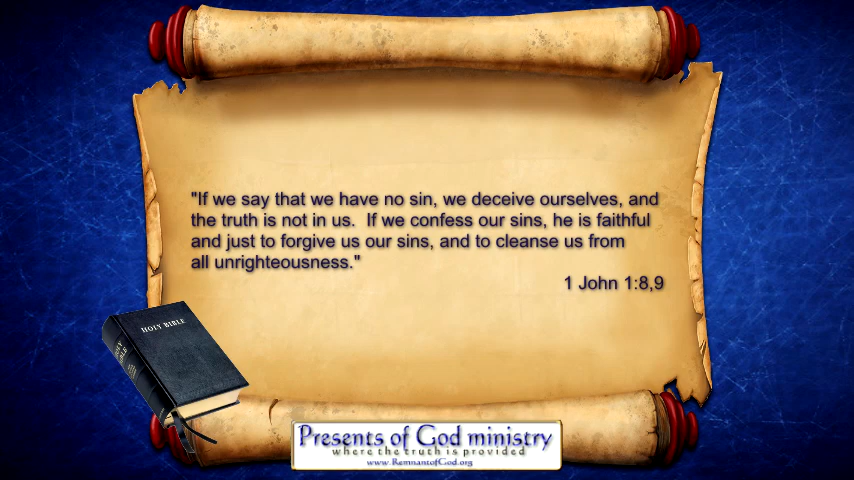 "If we say that we have no sin, we deceive ourselves, and
the truth is not in us.  If we confess our sins, he is faithful
and just to forgive us our sins, and to cleanse us from
all unrighteousness."
1 John 1:8,9
HOLY BIBLE
HOLY BIBLE
Presents of God ministry
where the truth is provided
www.RemnantofGod.org